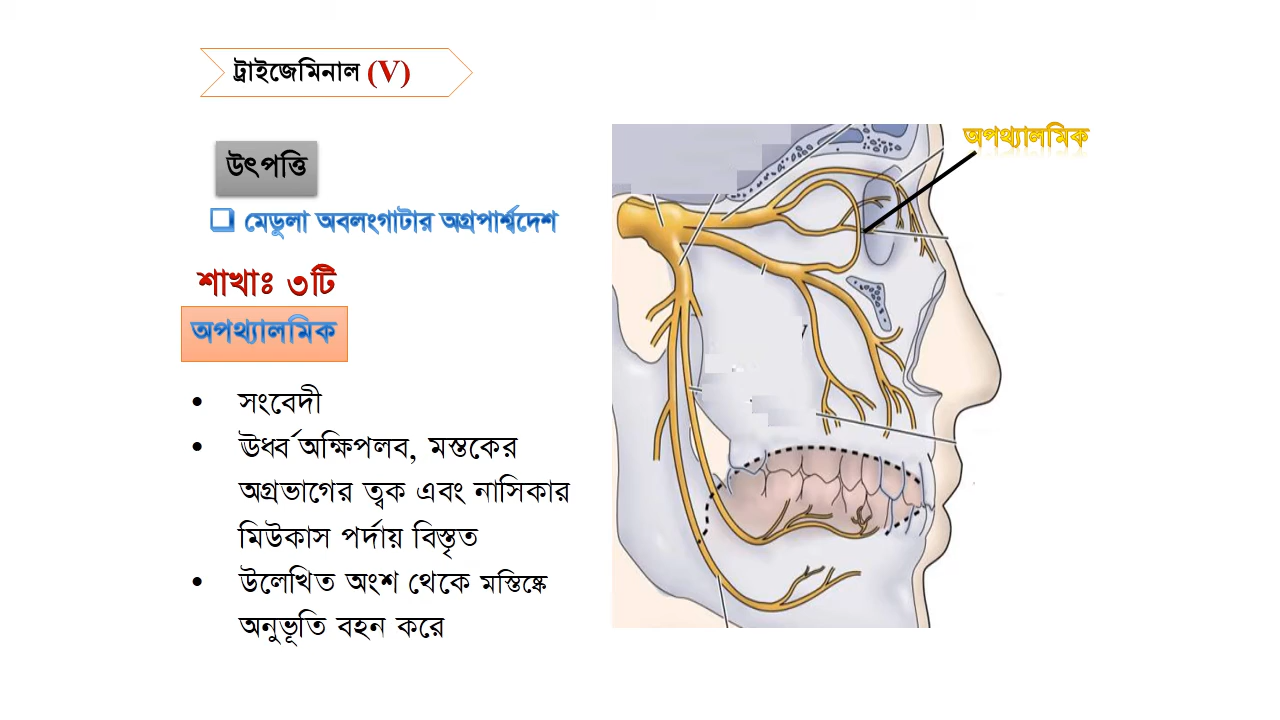 ট্রাইজেমিনাল (V)
অপথ্যালমিক
উৎপত্তি
❑ মেডুলা অবলংগাটার অগ্রপার্শ্বদেশ
শাখাঃ ৩টি
অপথ্যালমিক
• সংবেদী
• ঊর্ধ্ব অক্ষিপলব, মস্তকের
অগ্রভাগের ত্বক এবং নাসিকার
মিউকাস পর্দায় বিস্তৃত
• উলেখিত অংশ থেকে মস্তিষ্কে
অনুভূতি বহন করে